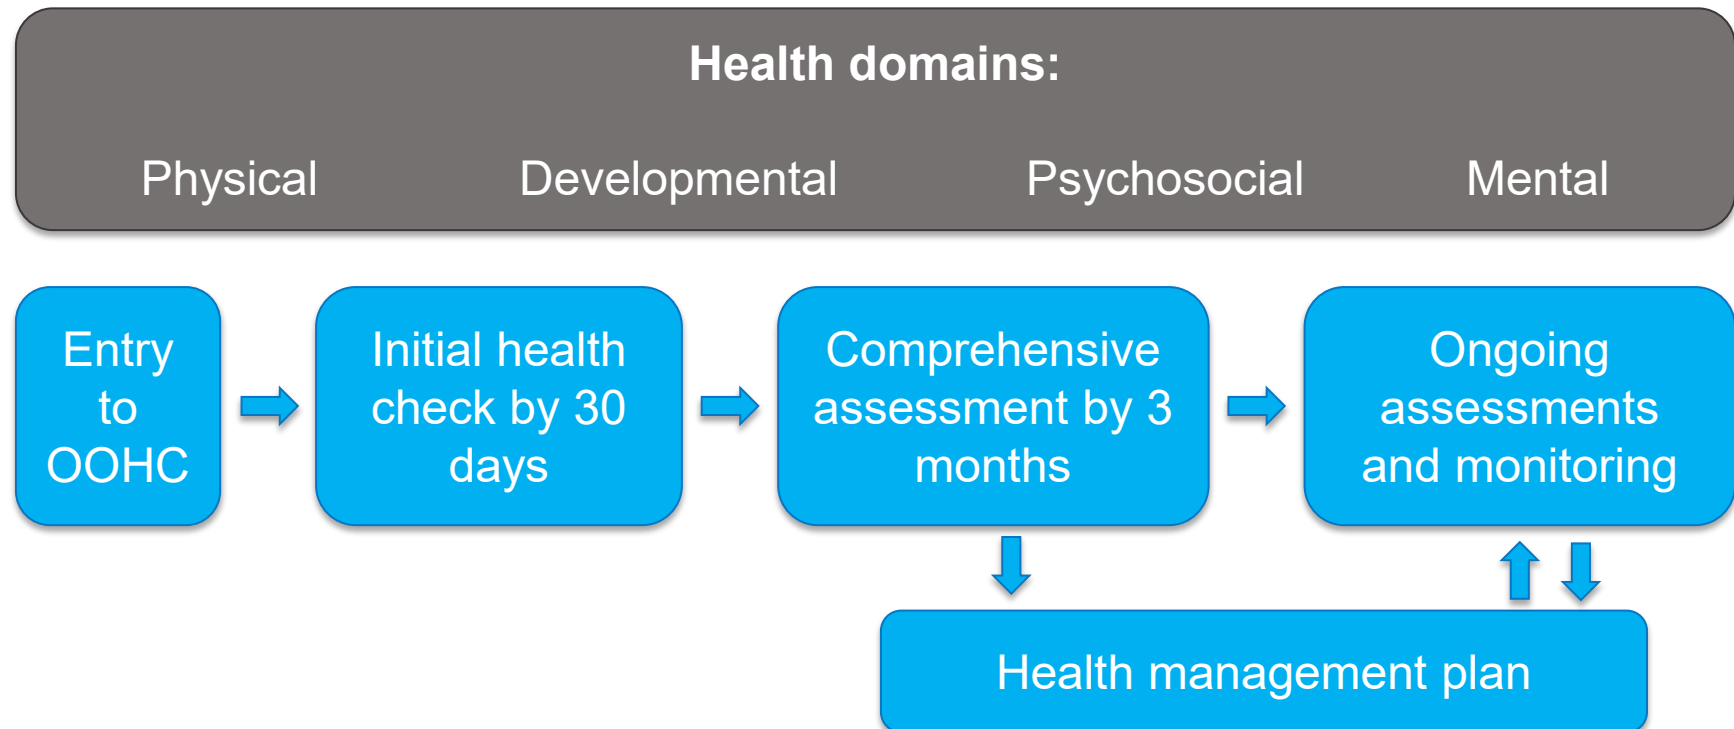 Health domains:
Physical Developmental Psychosocial Mental
Entry
to
OOHC
Initial health
check by 30
days
Comprehensive
assessment by 3
months
Ongoing
assessments
and monitoring
Health management plan